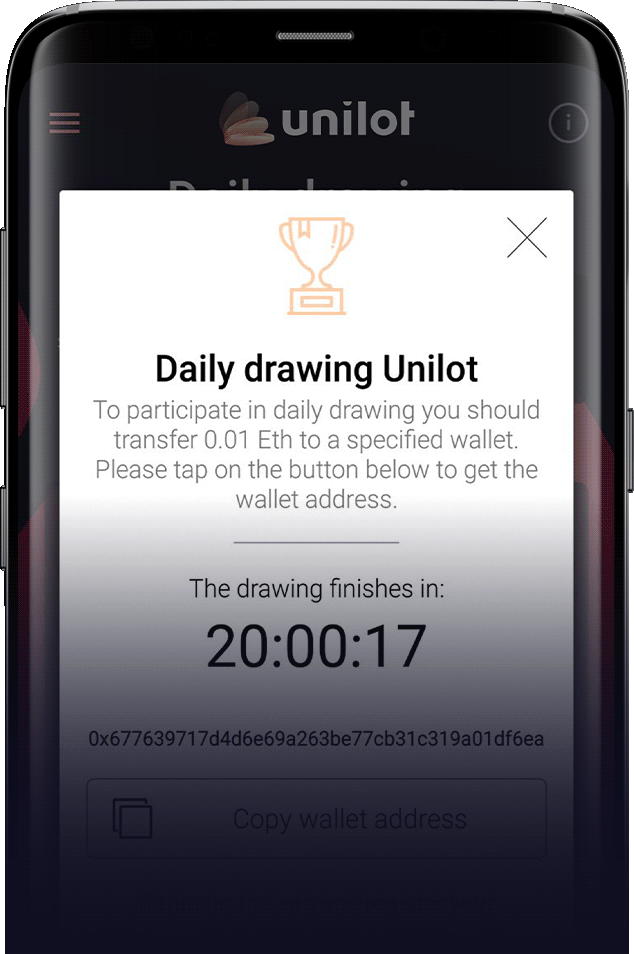 unilot
i
Daily drawing
Daily drawing Unilot
To participate in daily drawing you should
transfer 0.01 Eth to a specified wallet.
Please tap on the button below to get the
wallet address.
The drawing finishes in:
20:00:17
0x677639717d4d6e69a263be77cb31c319a01df6ea
Copy wallet address